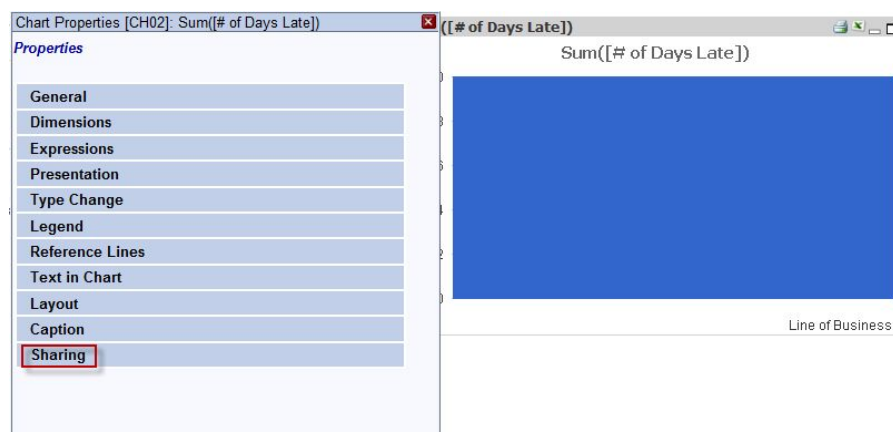 Chart Properties [CH02]: Sum([# of Days Late])
([# of Days Late])
Properties
Sum([# of Days Late])
General
Dimensions
Expressions
Presentation
Type Change
Legend
Reference Lines
Text in Chart
Layout
Caption
Sharing
Line of Business